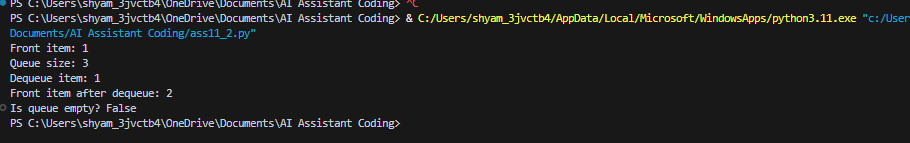 PS C:\Users\shyam_3jvctb4\OneDrive\Documents\AI Assistant Coding> ^C
PS C:\Users\shyam_3jvctb4\OneDrive\Documents\AI Assistant Coding> & C:/Users/shyam_3jvctb4/AppData/Local/Microsoft/WindowsApps/python3.11.exe "c:/User
Documents/AI Assistant Coding/ass11_2.py"
Front item: 1
Queue size: 3
Dequeue item: 1
Front item after dequeue: 2
Is queue empty? False
PS C:\Users\shyam_3jvctb4\OneDrive\Documents\AI Assistant Coding>